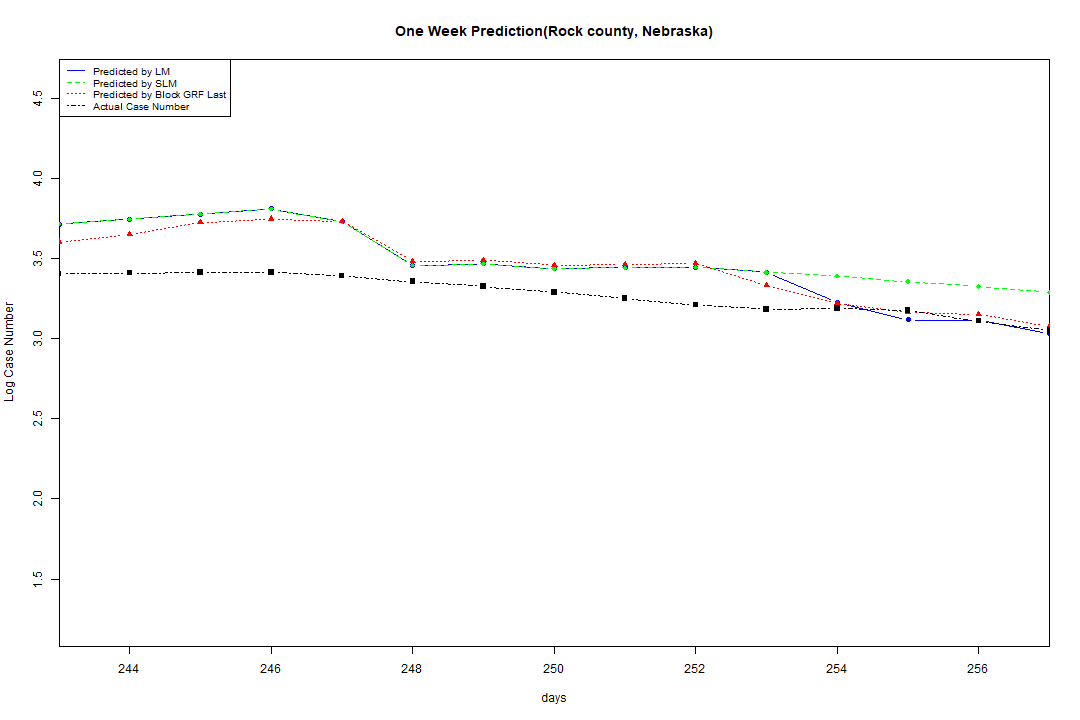 One Week Prediction(Rock county, Nebraska)
Predicted by LM
Predicted by SLM
Predicted by Block GRF Last
Actual Case Number
4.5
4.0
3.5
3.0
2.5
2.0
1.5
Log Case Number
244 246 248 250 252 254 256
days